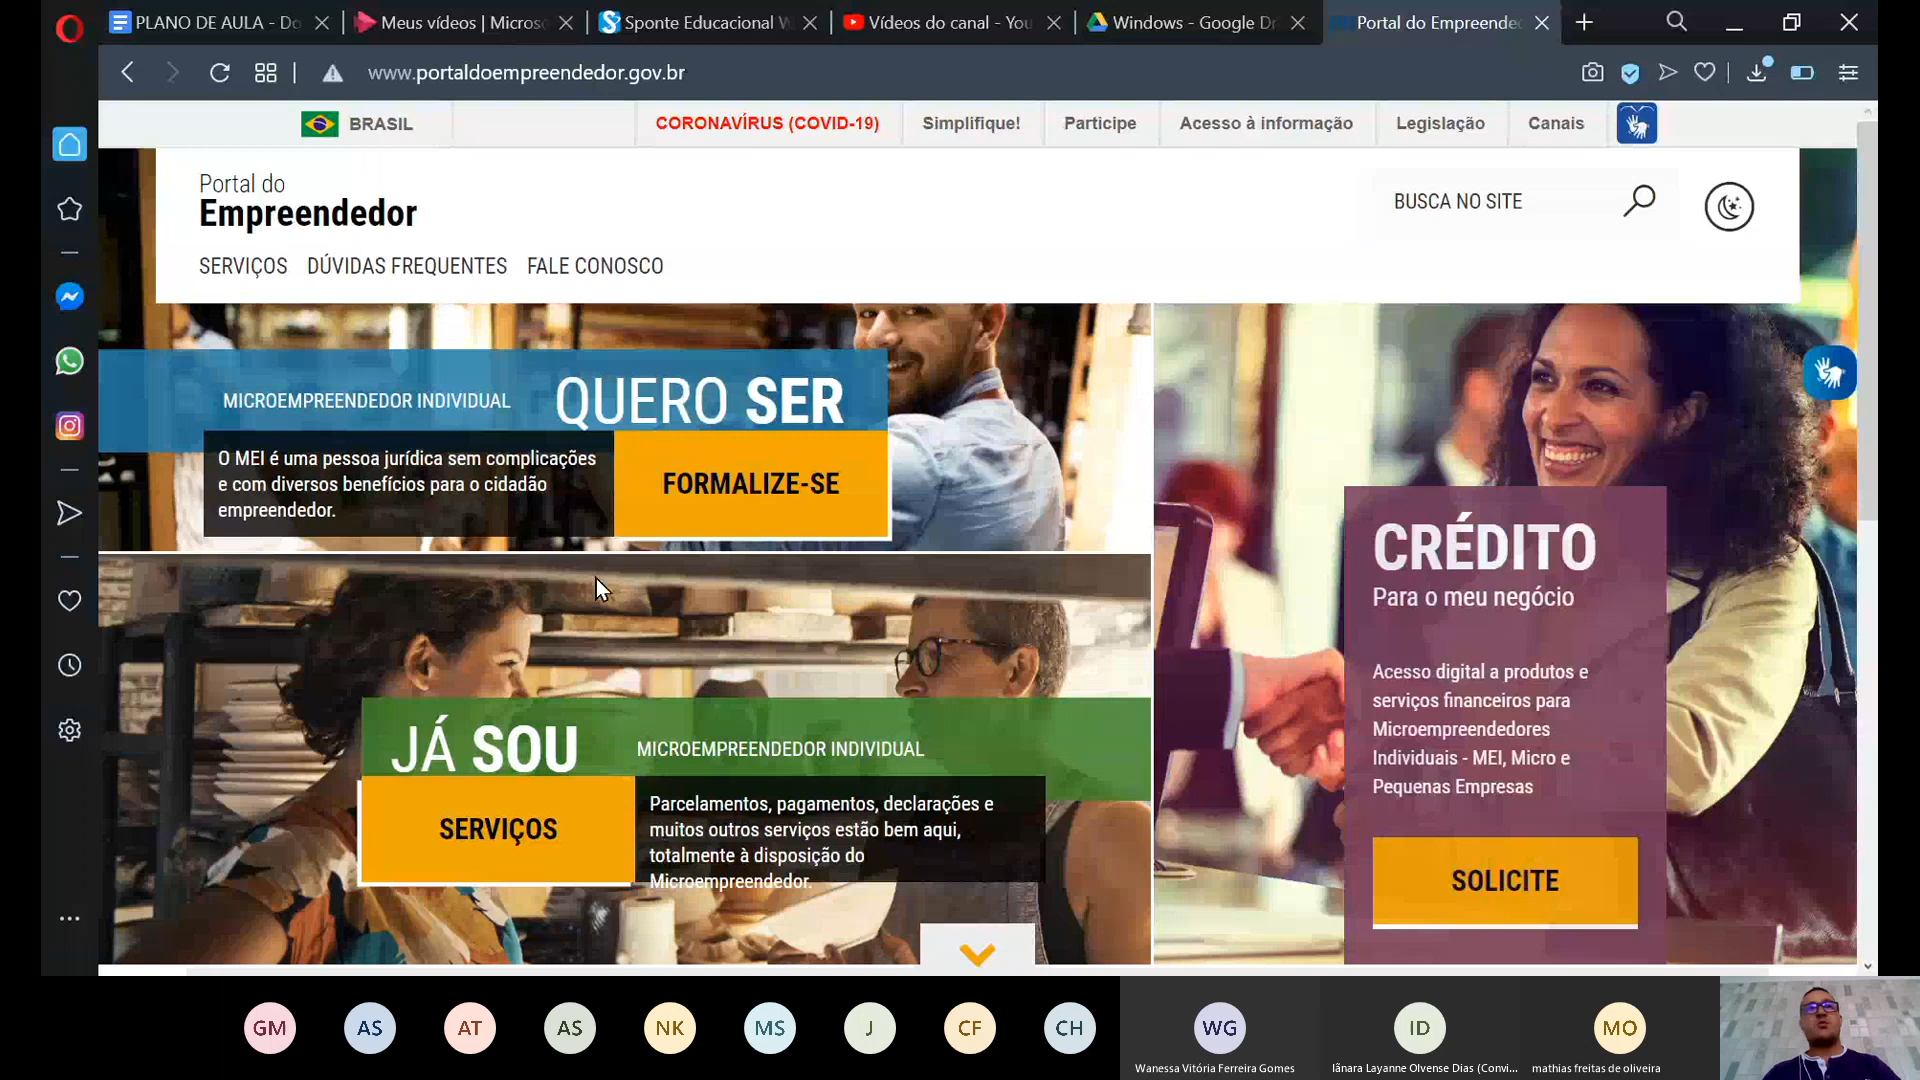 PLANO DE AULA - Do
Meus vídeos | Micros
Sponte Educacional W
Vídeos do canal - You
Windows - Google Dr
Portal do Empreended
www.portaldoempreendedor.gov.br
BRASIL
CORONAVÍRUS (COVID-19)
Simplifique!
Participe
Acesso à informação
Legislação
Canais
Portal do
Empreendedor
BUSCA NO SITE
SERVIÇOS
DÚVIDAS FREQUENTES
FALE CONOSCO
MICROEMPREENDEDOR INDIVIDUAL
QUERO SER
O MEI é uma pessoa jurídica sem complicações
e com diversos benefícios para o cidadão
empreendedor.
FORMALIZE-SE
JÁ SOU
MICROEMPREENDEDOR INDIVIDUAL
SERVIÇOS
Parcelamentos, pagamentos, declarações e
muitos outros serviços estão bem aqui,
totalmente à disposição do
Microempreendedor.
CRÉDITO
Para o meu negócio
Acesso digital a produtos e
serviços financeiros para
Microempreendedores
Individuais - MEI, Micro e
Pequenas Empresas
SOLICITE
GM
AS
AT
AS
NK
MS
J
CF
CH
WG
ID
MO
Wanessa Vitória Ferreira Gomes
Iãnara Layanne Olvense Dias (Convi...
mathias freitas de oliveira